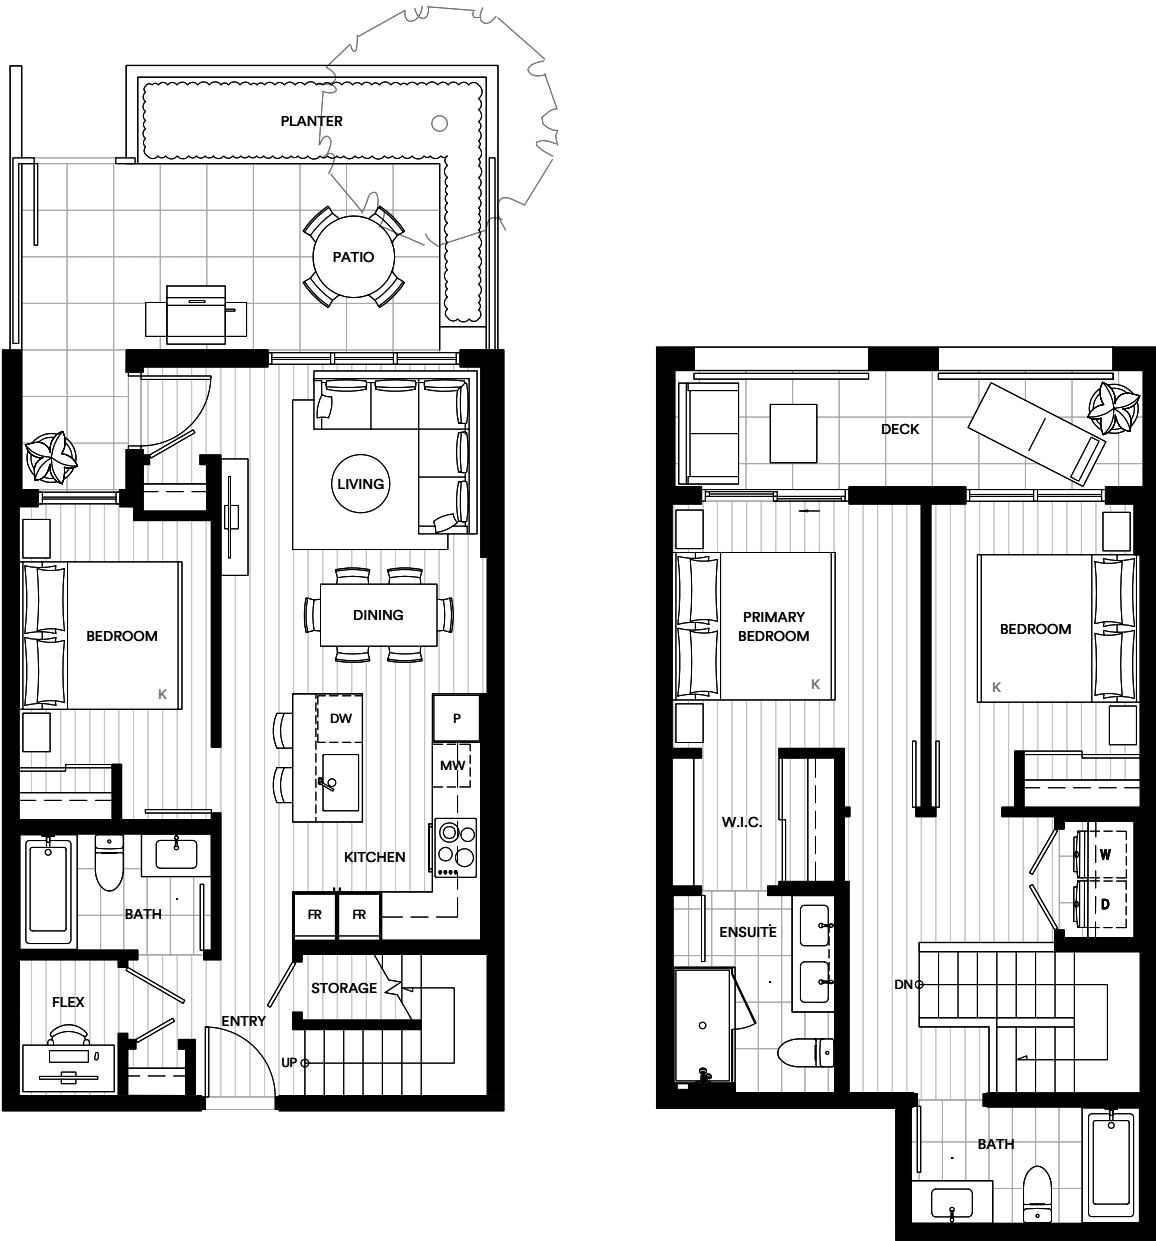 PLANTER
PATIO
LIVING
DINING
BEDROOM
K
DW
P
MW
KITCHEN
FR
FR
BATH
FLEX
STORAGE
ENTRY
UP
DECK
PRIMARY
BEDROOM
K
BEDROOM
K
W.I.C.
W
D
ENSUITE
DN
BATH